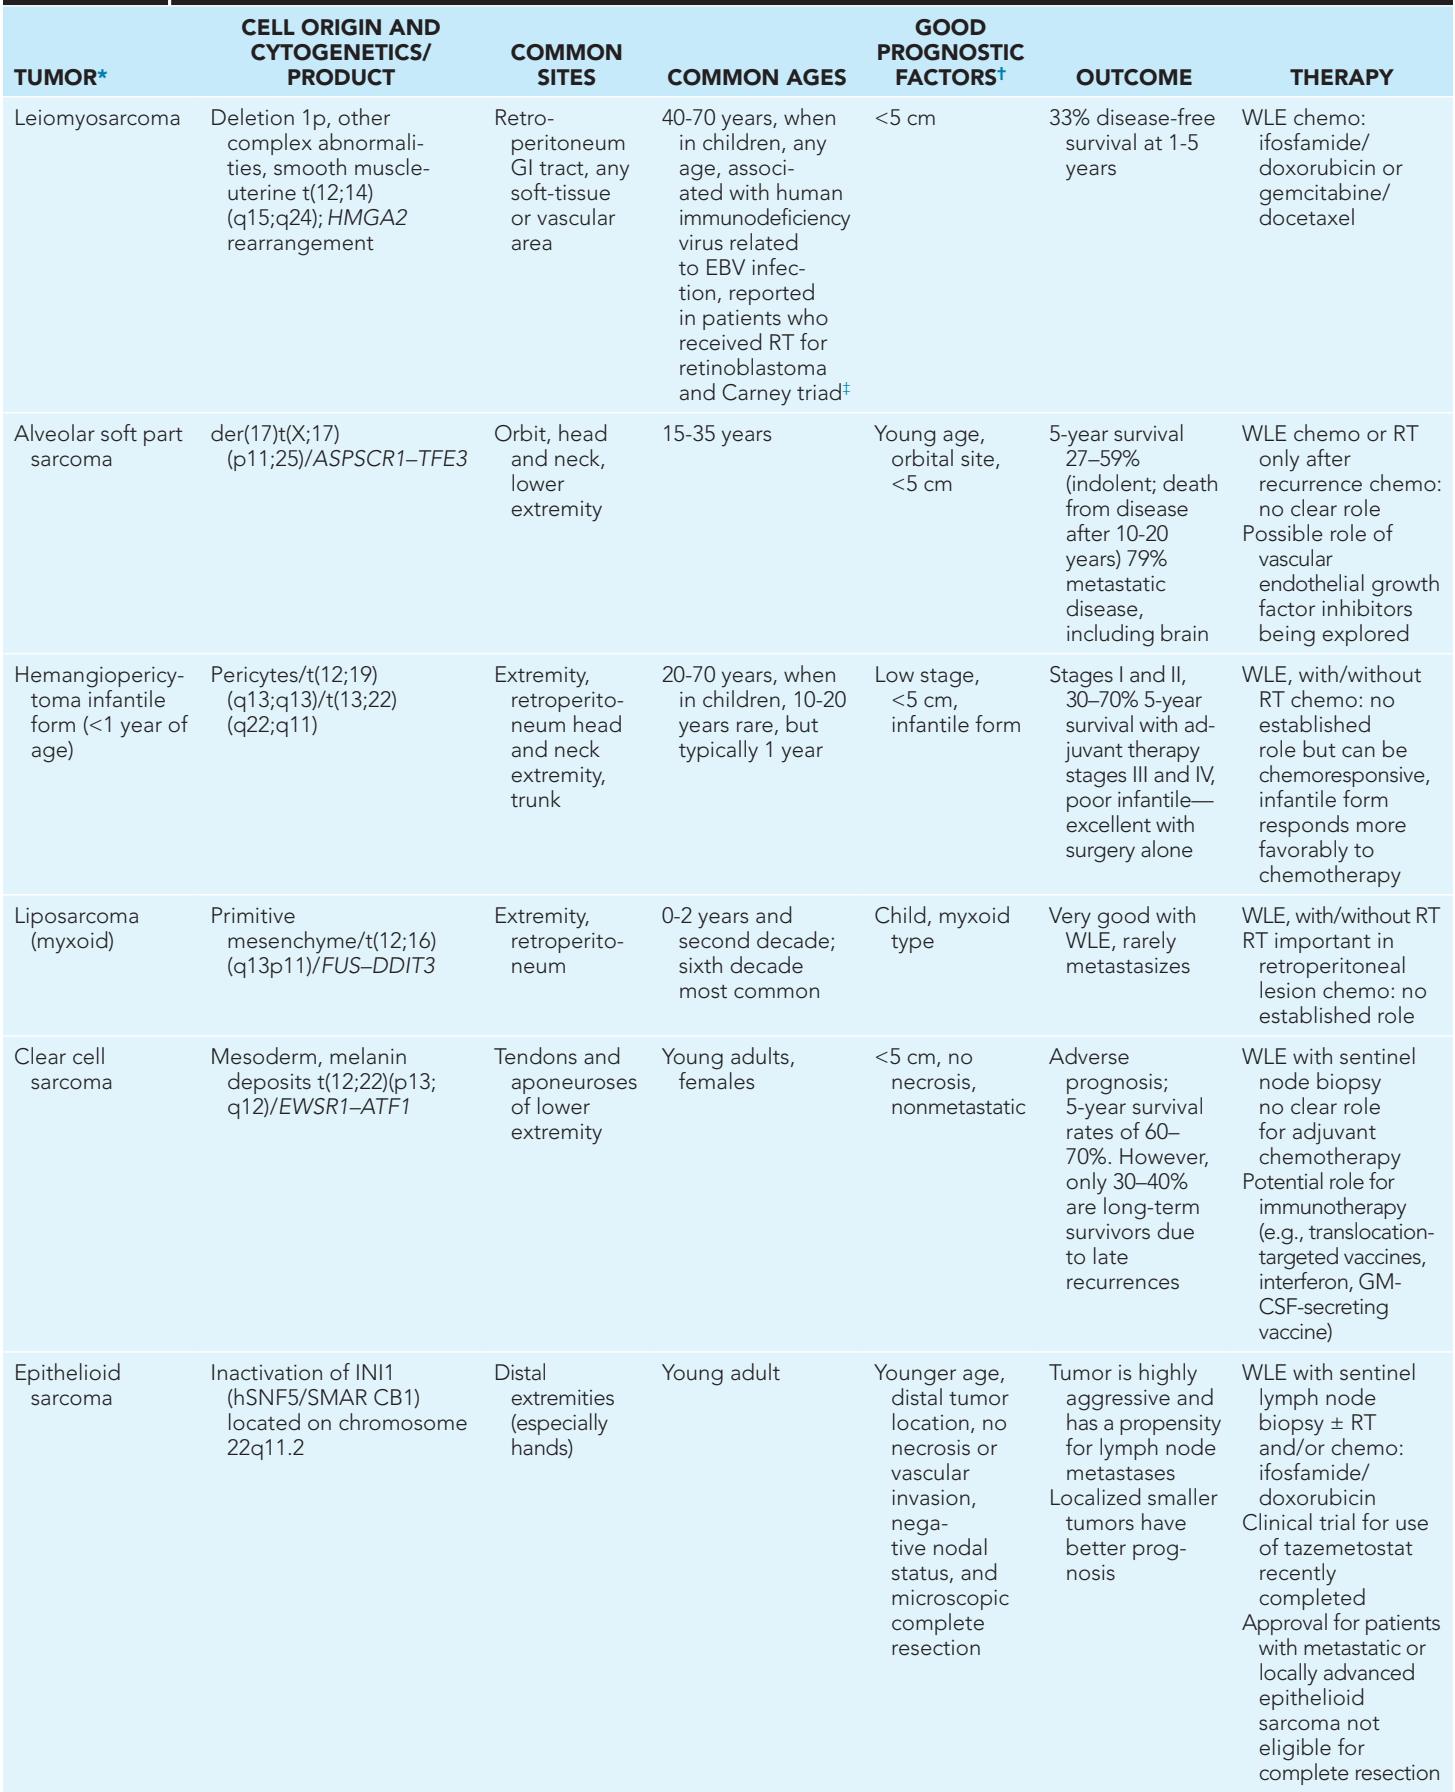 TUMOR*
CELL ORIGIN AND
CYTOGENETICS/
PRODUCT
COMMON
SITES
COMMON AGES
GOOD
PROGNOSTIC
FACTORS†
OUTCOME
THERAPY
Leiomyosarcoma
Deletion 1p, other
complex abnormali-
ties, smooth muscle-
uterine t(12;14)
(q15;q24); HMGA2
rearrangement
Retro-
peritoneum
GI tract, any
soft-tissue
or vascular
area
40-70 years, when
in children, any
age, associ-
ated with human
immunodeficiency
virus related
to EBV infec-
tion, reported
in patients who
received RT for
retinoblastoma
and Carney triad‡
<5 cm
33% disease-free
survival at 1-5
years
WLE chemo:
ifosfamide/
doxorubicin or
gemcitabine/
docetaxel
Alveolar soft part
sarcoma
der(17)t(X;17)
(p11;25)/ASPSCR1–TFE3
Orbit, head
and neck,
lower
extremity
15-35 years
Young age,
orbital site,
<5 cm
5-year survival
27–59%
(indolent; death
from disease
after 10-20
years) 79%
metastatic
disease,
including brain
WLE chemo or RT
only after
recurrence chemo:
no clear role
Possible role of
vascular
endothelial growth
factor inhibitors
being explored
Hemangiopericy-
toma infantile
form (<1 year of
age)
Pericytes/t(12;19)
(q13;q13)/t(13;22)
(q22;q11)
Extremity,
retroperito-
neum head
and neck
extremity,
trunk
20-70 years, when
in children, 10-20
years rare, but
typically 1 year
Low stage,
<5 cm,
infantile form
Stages I and II,
30–70% 5-year
survival with ad-
juvant therapy
stages III and IV,
poor infantile—
excellent with
surgery alone
WLE, with/without
RT chemo: no
established
role but can be
chemoresponsive,
infantile form
responds more
favorably to
chemotherapy
Liposarcoma
(myxoid)
Primitive
mesenchyme/t(12;16)
(q13p11)/FUS–DDIT3
Extremity,
retroperito-
neum
0-2 years and
second decade;
sixth decade
most common
Child, myxoid
type
Very good with
WLE, rarely
metastasizes
WLE, with/without RT
RT important in
retroperitoneal
lesion chemo: no
established role
Clear cell
sarcoma
Mesoderm, melanin
deposits t(12;22)(p13;
q12)/EWSR1–ATF1
Tendons and
aponeuroses
of lower
extremity
Young adults,
females
<5 cm, no
necrosis,
nonmetastatic
Adverse
prognosis;
5-year survival
rates of 60–
70%. However,
only 30–40%
are long-term
survivors due
to late
recurrences
WLE with sentinel
node biopsy
no clear role
for adjuvant
chemotherapy
Potential role for
immunotherapy
(e.g., translocation-
targeted vaccines,
interferon, GM-
CSF-secreting
vaccine)
Epithelioid
sarcoma
Inactivation of INI1
(hSNF5/SMAR CB1)
located on chromosome
22q11.2
Distal
extremities
(especially
hands)
Young adult
Younger age,
distal tumor
location, no
necrosis or
vascular
invasion,
nega-
tive nodal
status, and
microscopic
complete
resection
Tumor is highly
aggressive and
has a propensity
for lymph node
metastases
Localized smaller
tumors have
better prog-
nosis
WLE with sentinel
lymph node
biopsy ± RT
and/or chemo:
ifosfamide/
doxorubicin
Clinical trial for use
of tazemetostat
recently
completed
Approval for patients
with metastatic or
locally advanced
epithelioid
sarcoma not
eligible for
complete resection